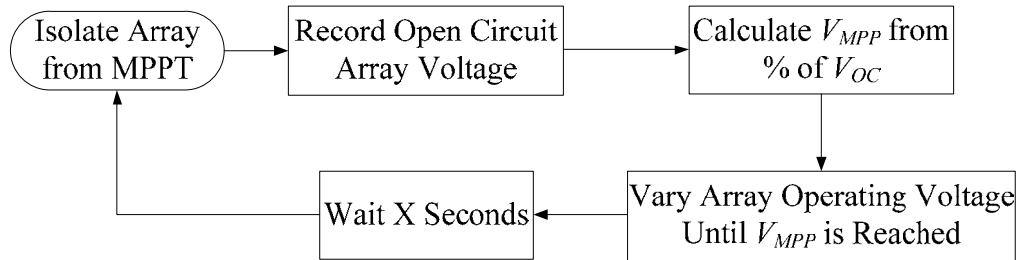 Isolate Array
from MPPT
Record Open Circuit
Array Voltage
Calculate VMPP from
% of VOC
Vary Array Operating Voltage
Until VMPP is Reached
Wait X Seconds